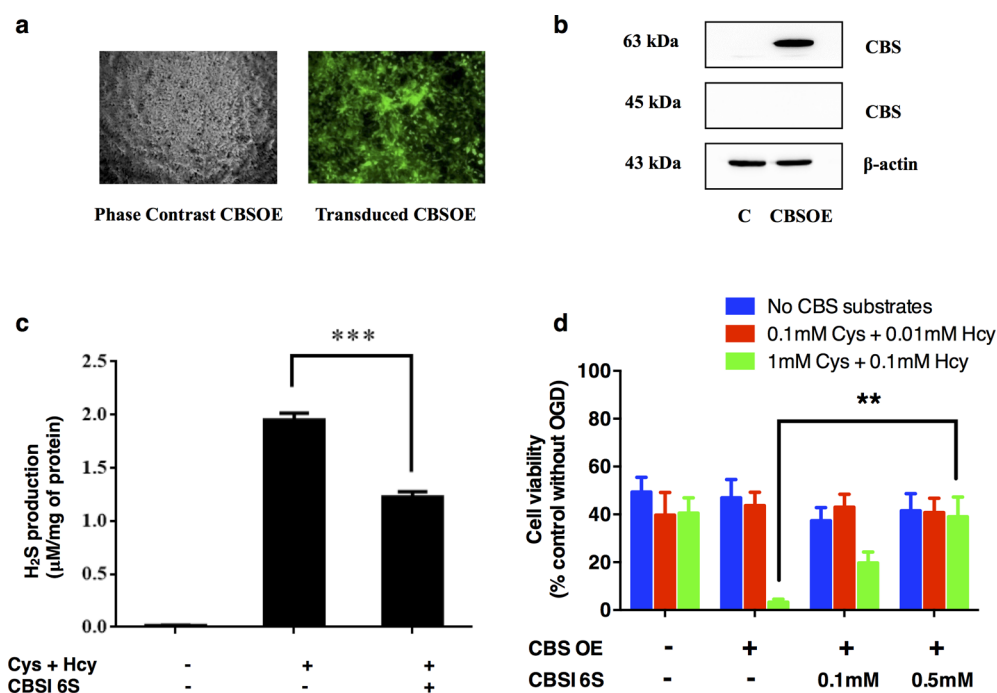 a
Phase Contrast CBSOE
Transduced CBSOE
b
63 kDa
CBS
45 kDa
CBS
43 kDa
β-actin
C CBSOE
c
***
H₂S production
(μM/mg of protein)
2.5
2.0
1.5
1.0
0.5
0.0
Cys + Hcy - + +
CBSI 6S - - +
d
No CBS substrates
0.1mM Cys + 0.01mM Hcy
1mM Cys + 0.1mM Hcy
**
Cell viability
(% control without OGD)
100
80
60
40
20
0
CBS OE - + + +
CBSI 6S - - 0.1mM 0.5mM